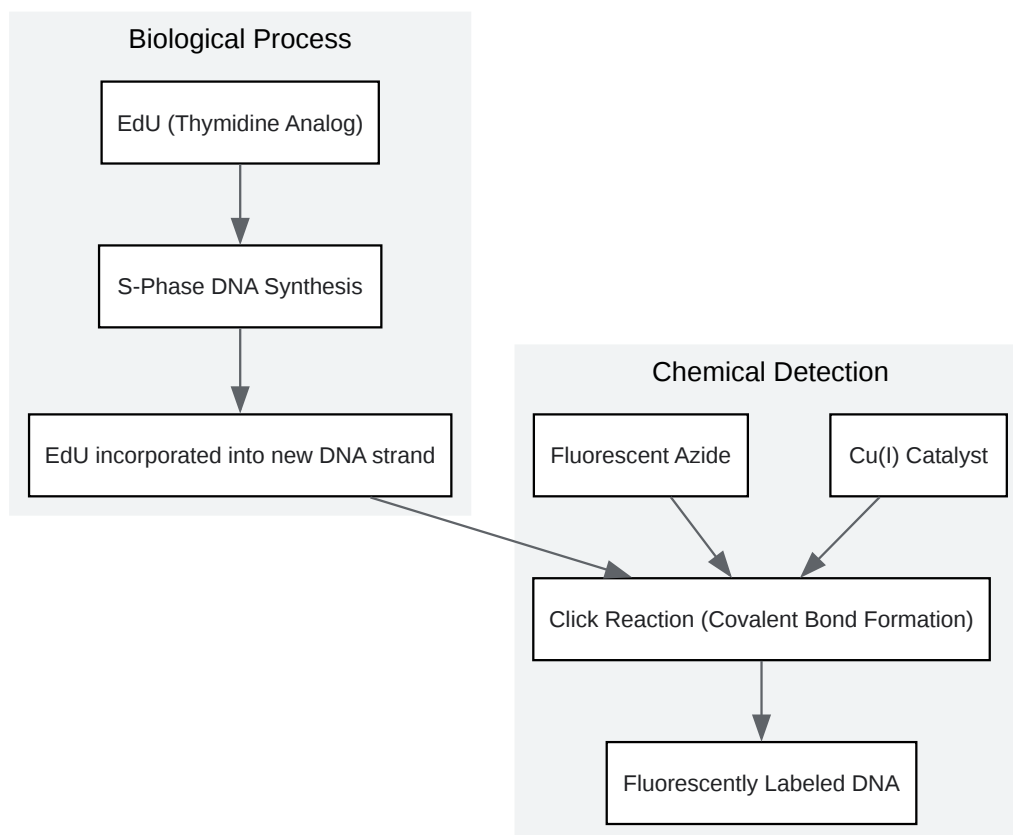 Biological Process
EdU (Thymidine Analog)
S-Phase DNA Synthesis
EdU incorporated into new DNA strand
Chemical Detection
Fluorescent Azide
Cu(I) Catalyst
Click Reaction (Covalent Bond Formation)
Fluorescently Labeled DNA